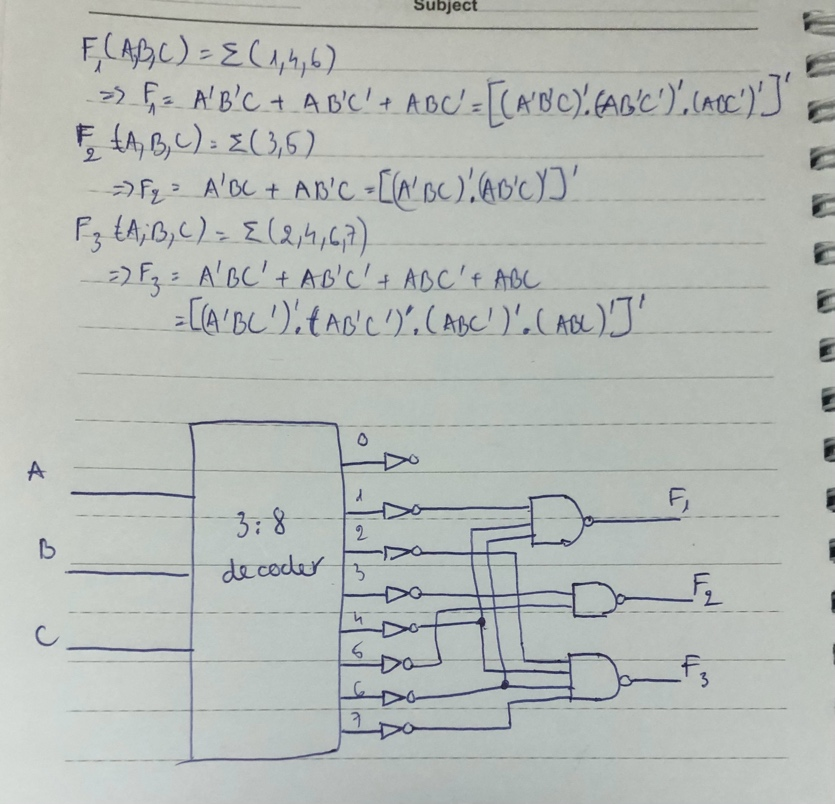 Subject
F₁(A,B,C) = Σ(1,4,6)
=> F₁ = A'B'C + AB'C' + ABC' = [(A'B'C)'.(AB'C')'.(ABC')']'
F₂(A,B,C) = Σ(3,5)
=> F₂ = A'BC + AB'C = [(A'BC)'.(AB'C)']'
F₃(A,B,C) = Σ(2,4,6,7)
=> F₃ = A'BC' + AB'C' + ABC' + ABC
= [(A'BC')'.(AB'C')'.(ABC')'.(ABC)']'
0
A
1
F₁
3:8
2
B
decoder
3
F₂
4
C
5
F₃
6
7